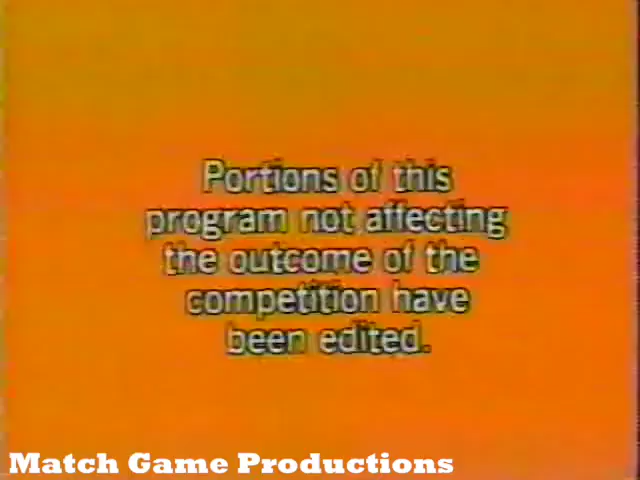 Portions of this
program not affecting
the outcome of the
competition have
been edited.
Match Game Productions